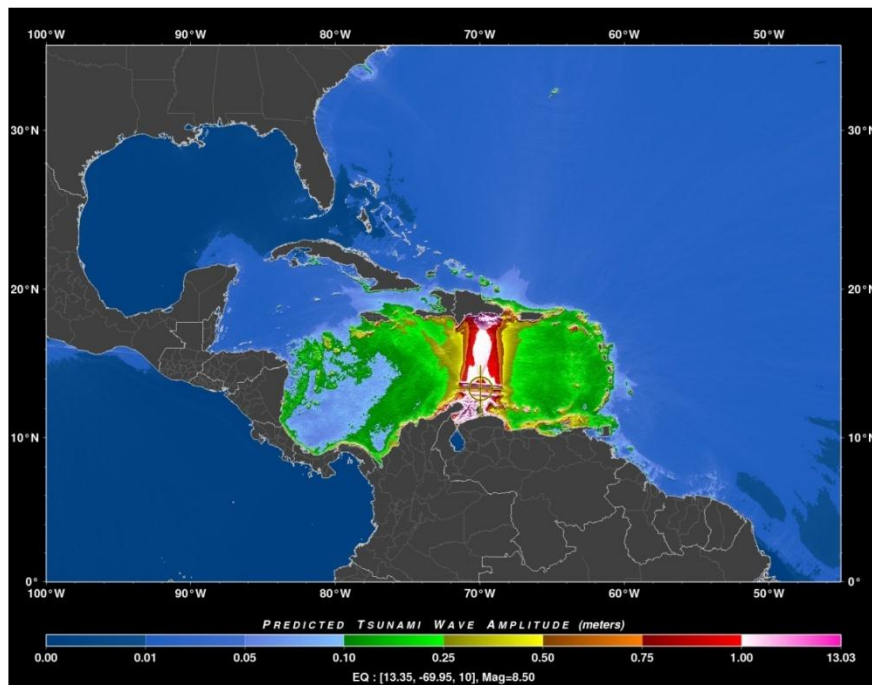 100°W 90°W 80°W 70°W 60°W 50°W
30°N 30°N
20°N 20°N
10°N 10°N
0° 0°
100°W 90°W 80°W 70°W 60°W 50°W
PREDICTED TSUNAMI WAVE AMPLITUDE (meters)
0.00 0.01 0.05 0.10 0.25 0.50 0.75 1.00 13.03
EQ : [13.35, -69.95, 10], Mag=8.50